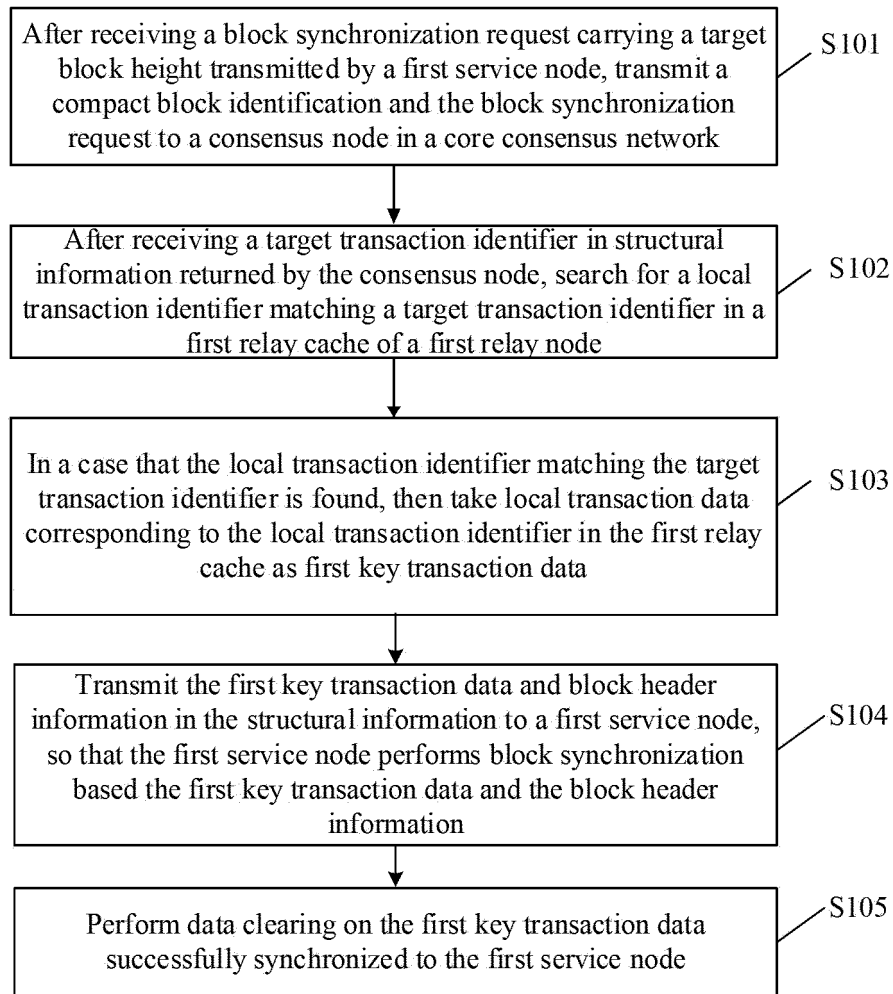 After receiving a block synchronization request carrying a target
block height transmitted by a first service node, transmit a
compact block identification and the block synchronization
request to a consensus node in a core consensus network
S101
After receiving a target transaction identifier in structural
information returned by the consensus node, search for a local
transaction identifier matching a target transaction identifier in a
first relay cache of a first relay node
S102
In a case that the local transaction identifier matching the target
transaction identifier is found, then take local transaction data
corresponding to the local transaction identifier in the first relay
cache as first key transaction data
S103
Transmit the first key transaction data and block header
information in the structural information to a first service node,
so that the first service node performs block synchronization
based the first key transaction data and the block header
information
S104
Perform data clearing on the first key transaction data
successfully synchronized to the first service node
S105